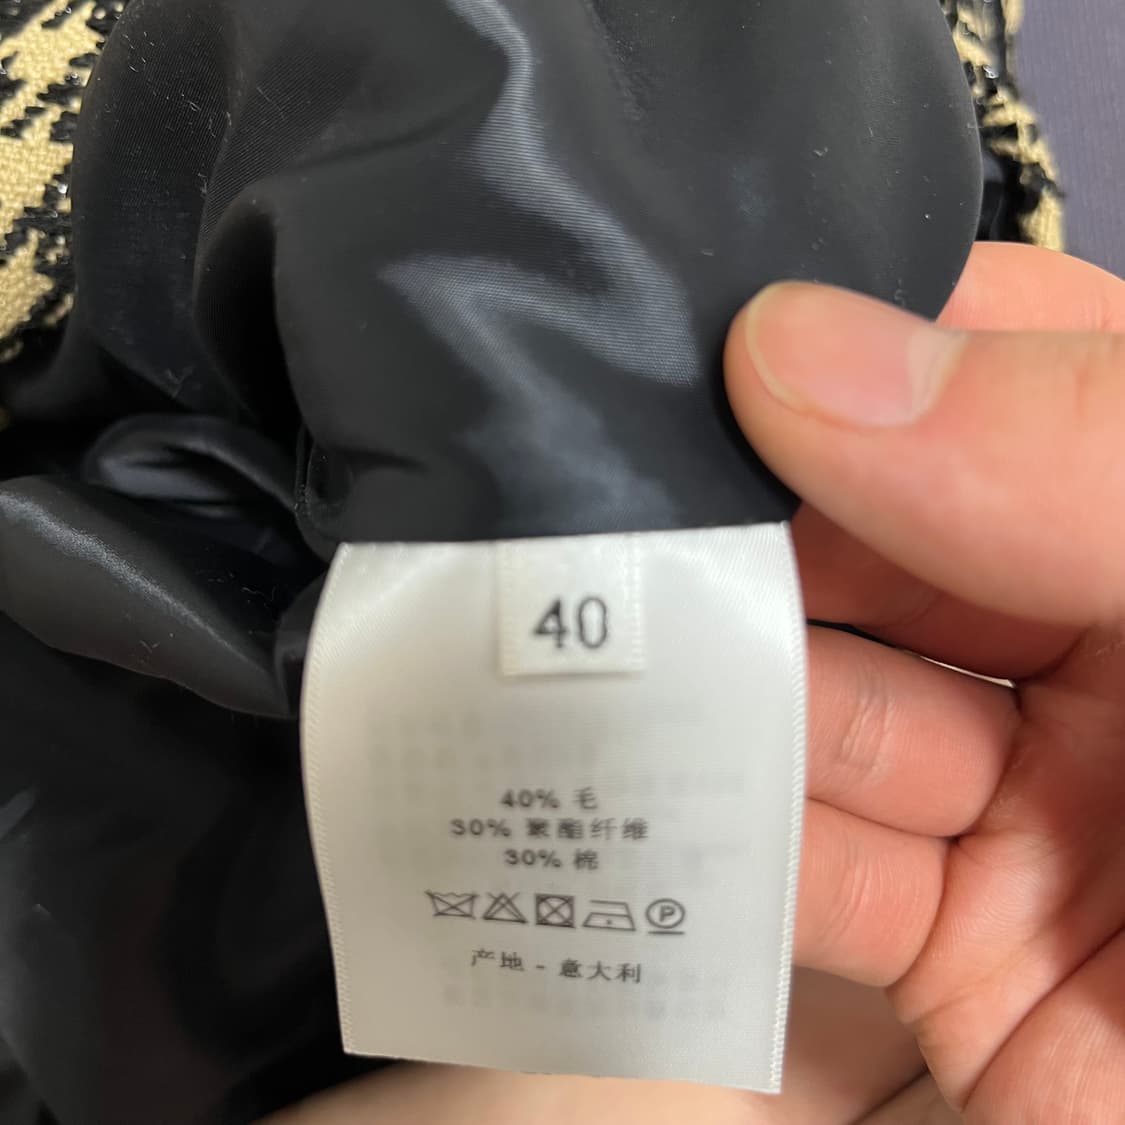 40
40% 毛
30% 聚酯纤维
30% 棉
P
产地 - 意大利